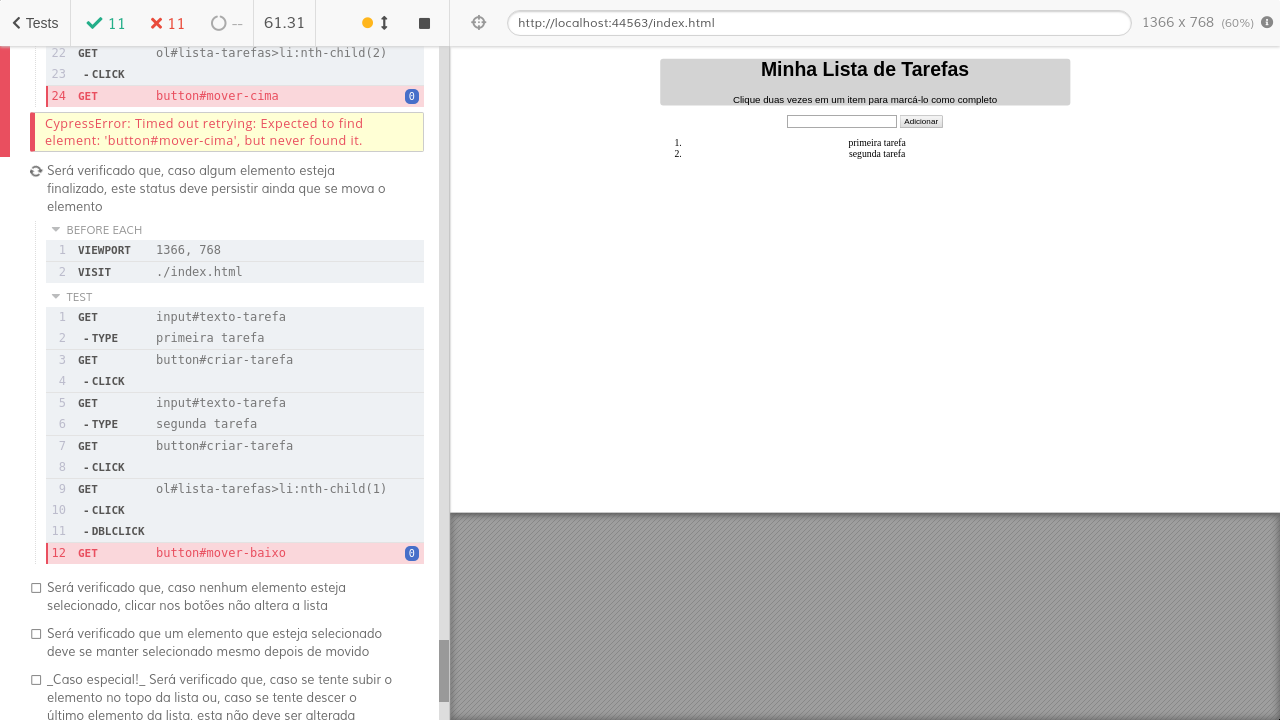 Tests 11 11 -- 61.31
http://localhost:44563/index.html 1366 x 768 (60%)
22 GET ol#lista-tarefas>li:nth-child(2)
23 - CLICK
24 GET button#mover-cima 0
CypressError: Timed out retrying: Expected to find
element: 'button#mover-cima', but never found it.
Será verificado que, caso algum elemento esteja
finalizado, este status deve persistir ainda que se mova o
elemento
BEFORE EACH
1 VIEWPORT 1366, 768
2 VISIT ./index.html
TEST
1 GET input#texto-tarefa
2 - TYPE primeira tarefa
3 GET button#criar-tarefa
4 - CLICK
5 GET input#texto-tarefa
6 - TYPE segunda tarefa
7 GET button#criar-tarefa
8 - CLICK
9 GET ol#lista-tarefas>li:nth-child(1)
10 - CLICK
11 - DBLCLICK
12 GET button#mover-baixo 0
Será verificado que, caso nenhum elemento esteja
selecionado, clicar nos botões não altera a lista
Será verificado que um elemento que esteja selecionado
deve se manter selecionado mesmo depois de movido
_Caso especial!_ Será verificado que, caso se tente subir o
elemento no topo da lista ou, caso se tente descer o
último elemento da lista, esta não deve ser alterada
Minha Lista de Tarefas
Clique duas vezes em um item para marcá-lo como completo
Adicionar
1. primeira tarefa
2. segunda tarefa